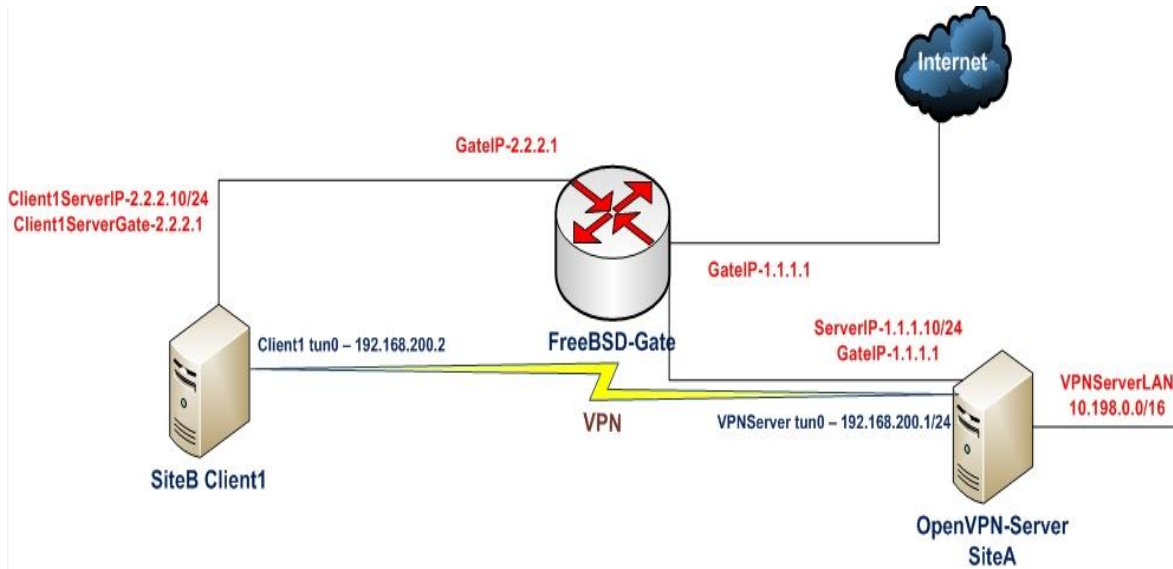 Internet
GateIP-2.2.2.1
Client1ServerIP-2.2.2.10/24
Client1ServerGate-2.2.2.1
GateIP-1.1.1.1
FreeBSD-Gate
ServerIP-1.1.1.10/24
GateIP-1.1.1.1
Client1 tun0 – 192.168.200.2
VPNServerLAN
10.198.0.0/16
VPN
VPNServer tun0 – 192.168.200.1/24
SiteB Client1
OpenVPN-Server
SiteA